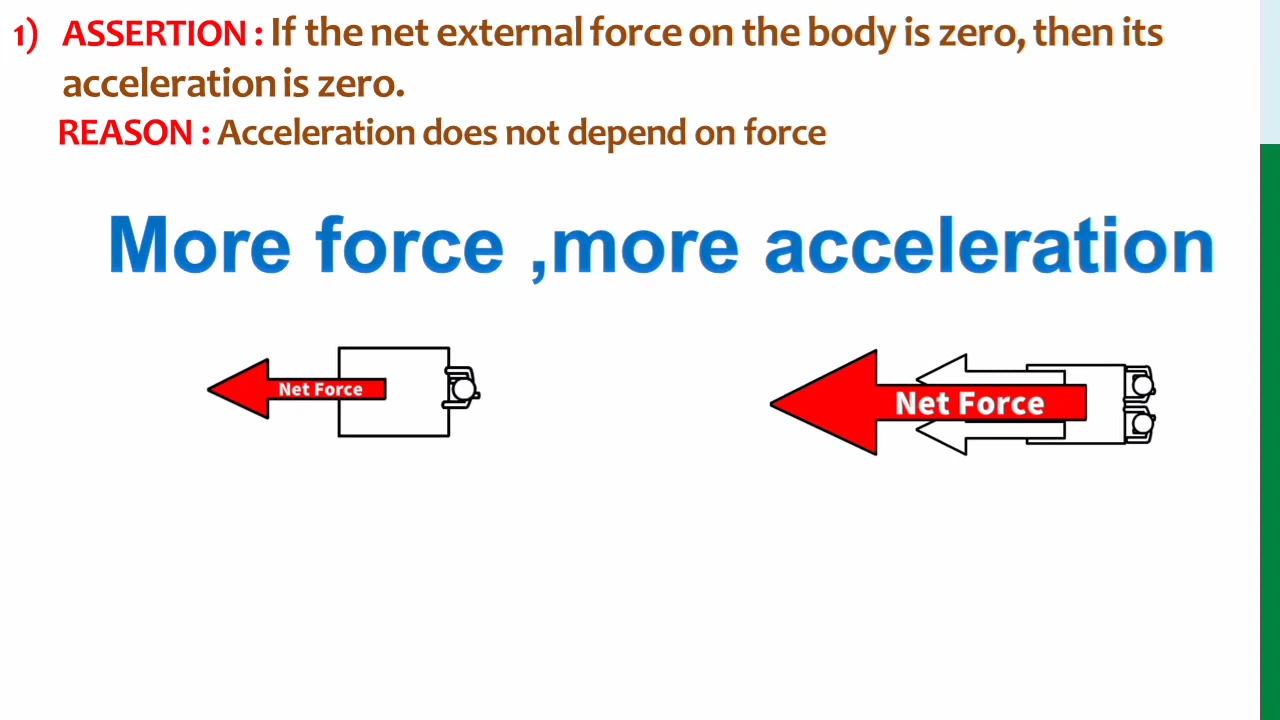 1) ASSERTION : If the net external force on the body is zero, then its
acceleration is zero.
REASON : Acceleration does not depend on force
More force ,more acceleration
Net Force
Net Force